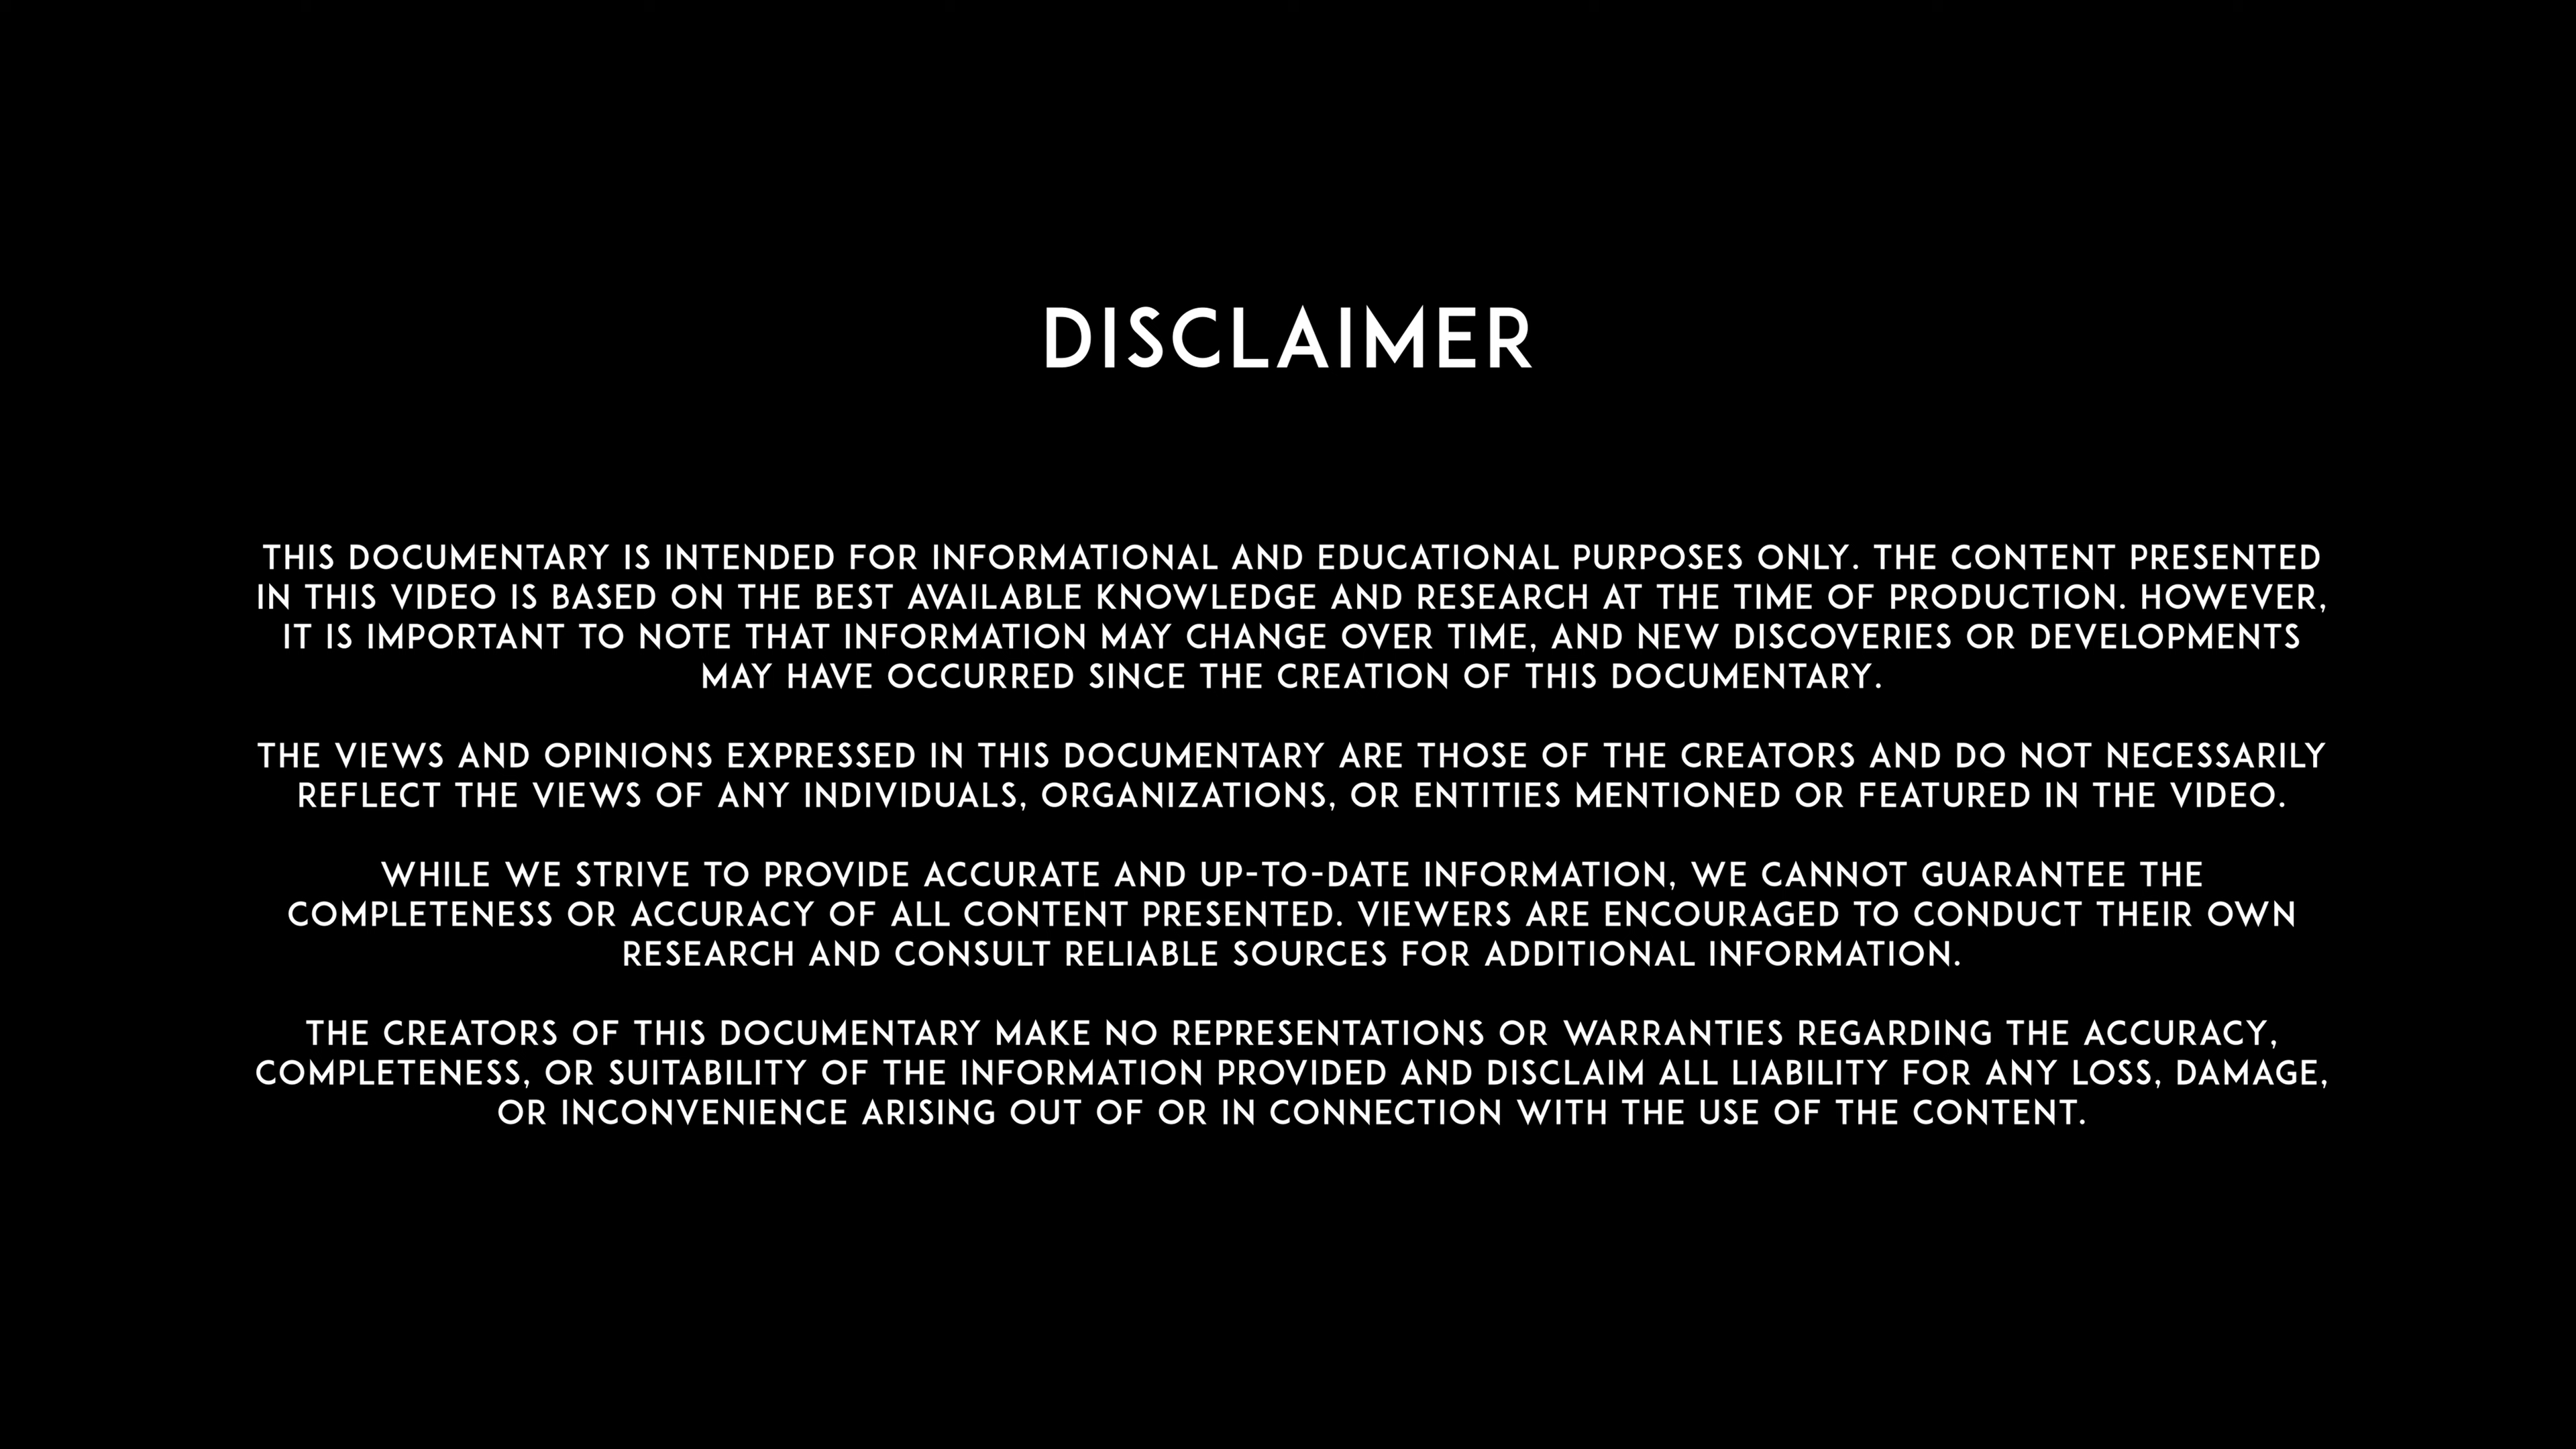 DISCLAIMER
THIS DOCUMENTARY IS INTENDED FOR INFORMATIONAL AND EDUCATIONAL PURPOSES ONLY. THE CONTENT PRESENTED
IN THIS VIDEO IS BASED ON THE BEST AVAILABLE KNOWLEDGE AND RESEARCH AT THE TIME OF PRODUCTION. HOWEVER,
IT IS IMPORTANT TO NOTE THAT INFORMATION MAY CHANGE OVER TIME, AND NEW DISCOVERIES OR DEVELOPMENTS
MAY HAVE OCCURRED SINCE THE CREATION OF THIS DOCUMENTARY.
THE VIEWS AND OPINIONS EXPRESSED IN THIS DOCUMENTARY ARE THOSE OF THE CREATORS AND DO NOT NECESSARILY
REFLECT THE VIEWS OF ANY INDIVIDUALS, ORGANIZATIONS, OR ENTITIES MENTIONED OR FEATURED IN THE VIDEO.
WHILE WE STRIVE TO PROVIDE ACCURATE AND UP-TO-DATE INFORMATION, WE CANNOT GUARANTEE THE
COMPLETENESS OR ACCURACY OF ALL CONTENT PRESENTED. VIEWERS ARE ENCOURAGED TO CONDUCT THEIR OWN
RESEARCH AND CONSULT RELIABLE SOURCES FOR ADDITIONAL INFORMATION.
THE CREATORS OF THIS DOCUMENTARY MAKE NO REPRESENTATIONS OR WARRANTIES REGARDING THE ACCURACY,
COMPLETENESS, OR SUITABILITY OF THE INFORMATION PROVIDED AND DISCLAIM ALL LIABILITY FOR ANY LOSS, DAMAGE,
OR INCONVENIENCE ARISING OUT OF OR IN CONNECTION WITH THE USE OF THE CONTENT.